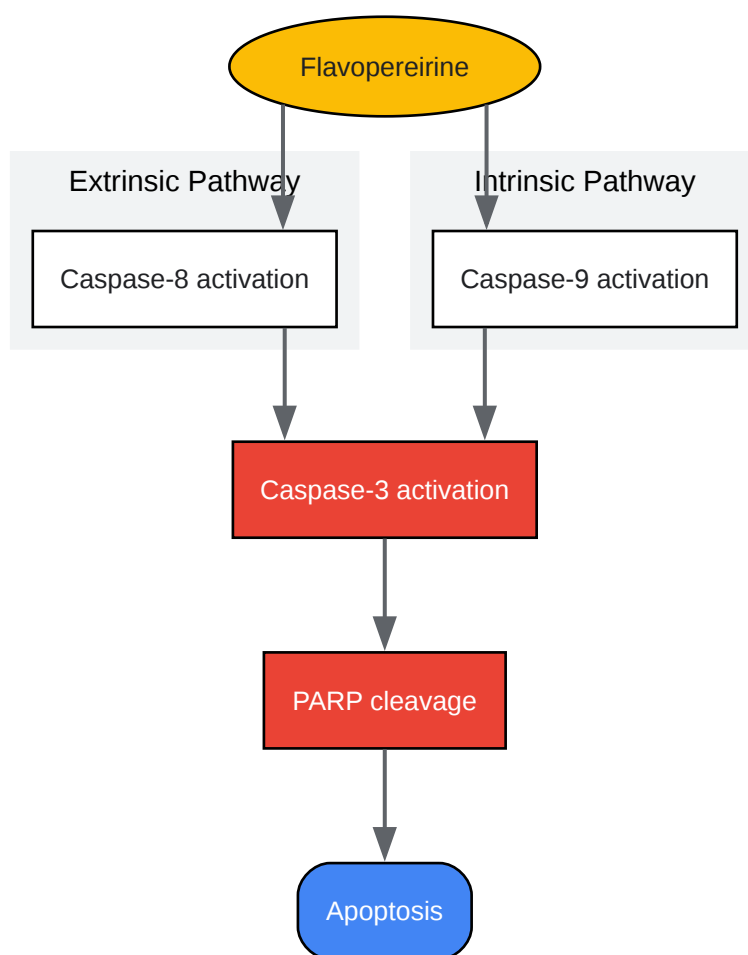 Flavopereirine
Extrinsic Pathway
Intrinsic Pathway
Caspase-8 activation
Caspase-9 activation
Caspase-3 activation
PARP cleavage
Apoptosis